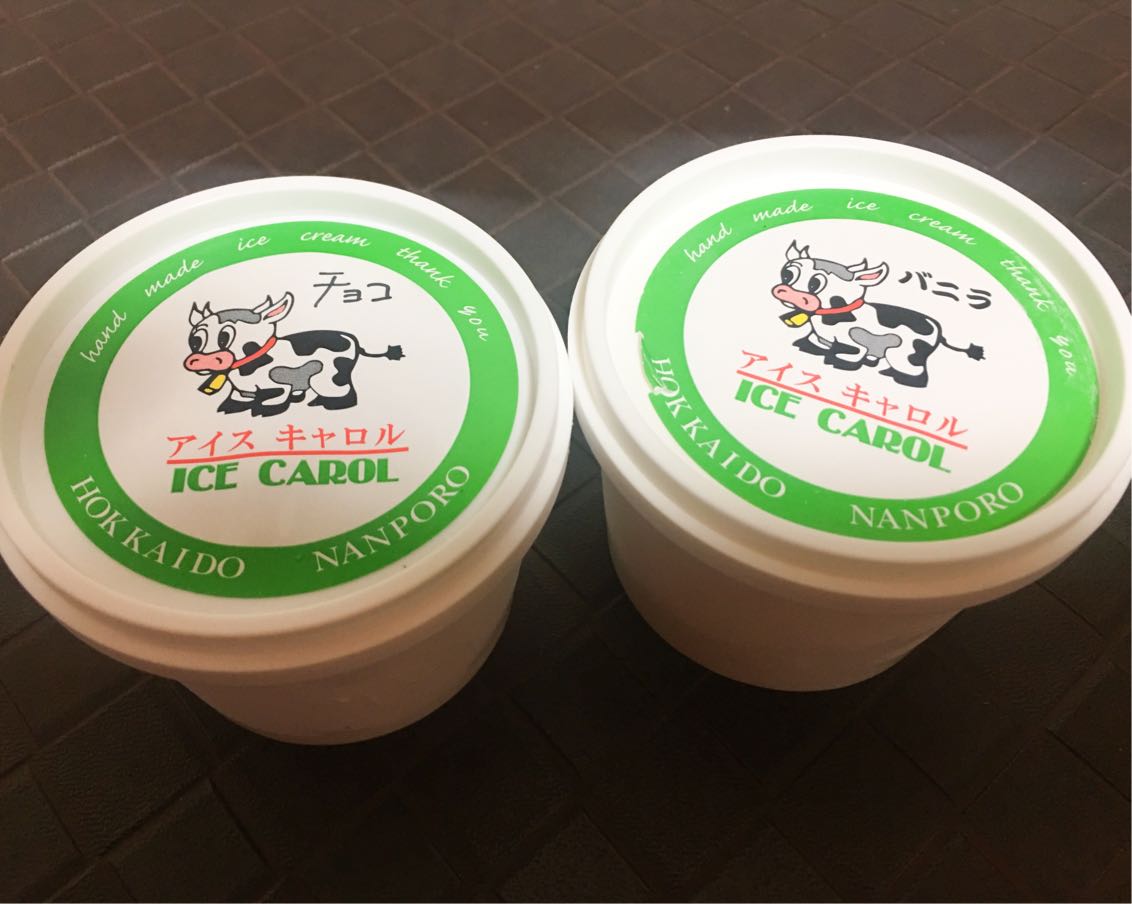 hand made ice cream thank you
チョコ
アイス キャロル
ICE CAROL
HOKKAIDO NANPORO
hand made ice cream thank you
バニラ
アイス キャロル
ICE CAROL
HOKKAIDO NANPORO